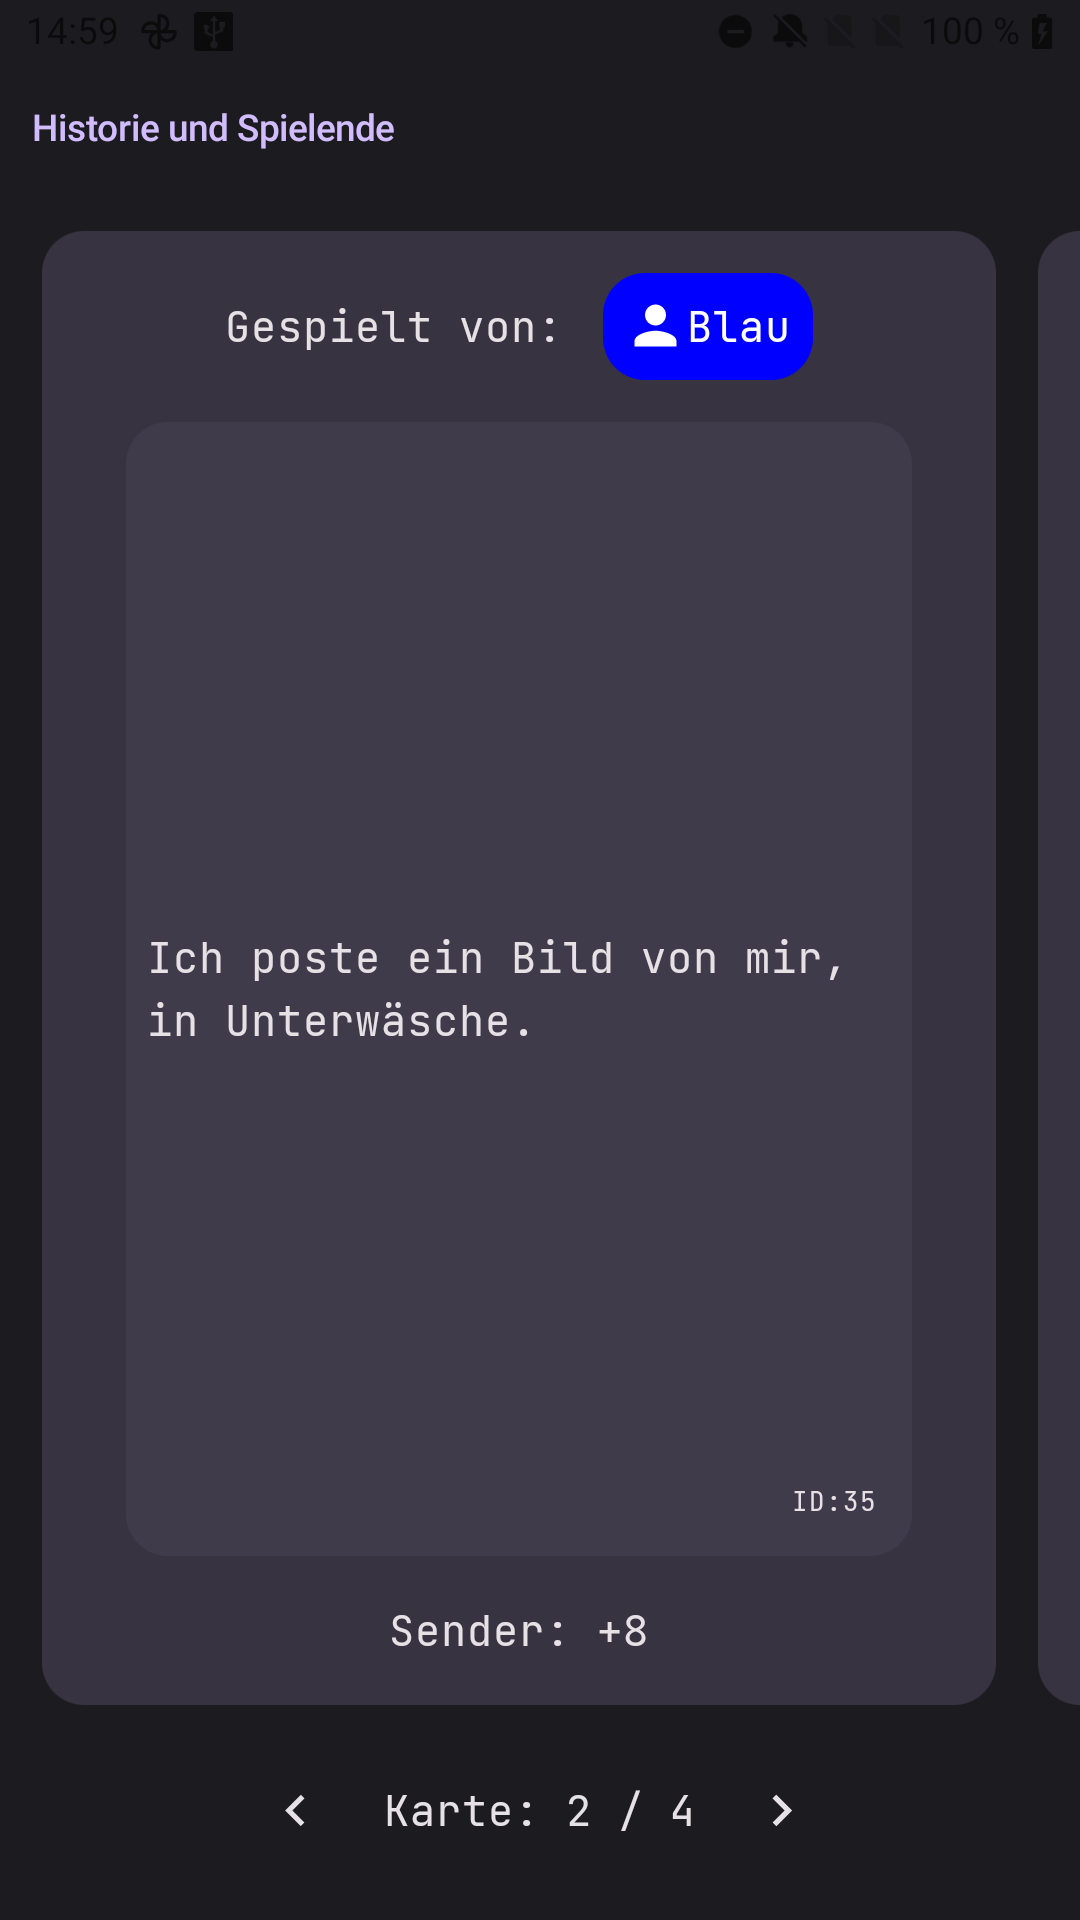 14:59
100 %
Historie und Spielende
Gespielt von:
Blau
Ich poste ein Bild von mir,
in Unterwäsche.
ID:35
Sender: +8
Karte: 2 / 4